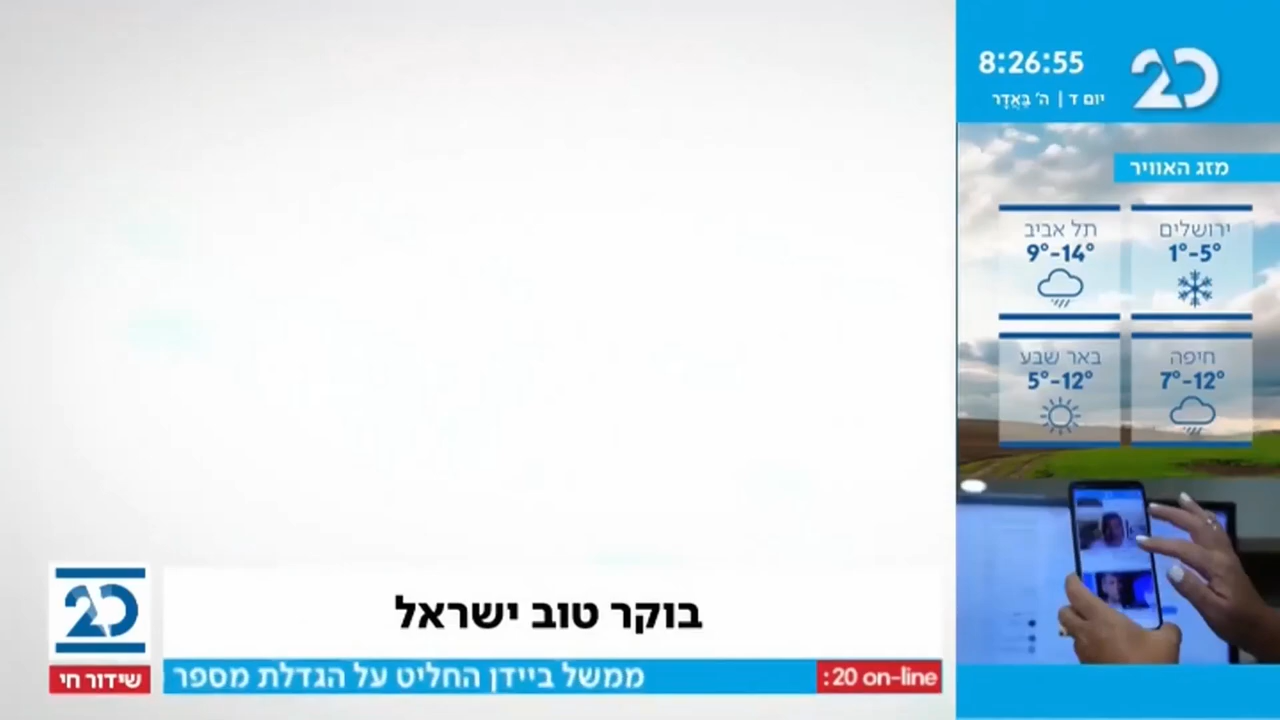 8:26:55
20
יום ד | ה' בַּאֲדָר
מזג האוויר
ירושלים
1°-5°
תל אביב
9°-14°
חיפה
7°-12°
באר שבע
5°-12°
20
בוקר טוב ישראל
שידור חי
20 on-line:
ממשל ביידן החליט על הגדלת מספר